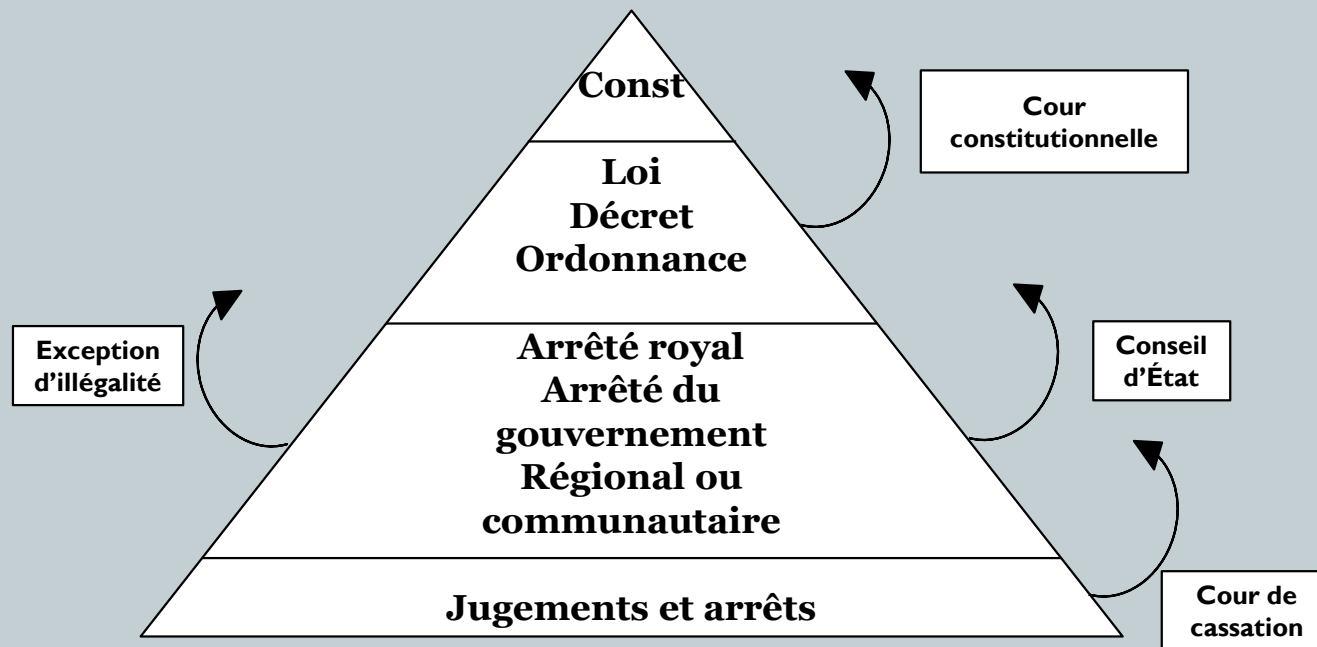 Const
Cour
constitutionnelle
Loi
Décret
Ordonnance
Exception
d’illégalité
Arrêté royal
Arrêté du
gouvernement
Régional ou
communautaire
Conseil
d’État
Jugements et arrêts
Cour de
cassation